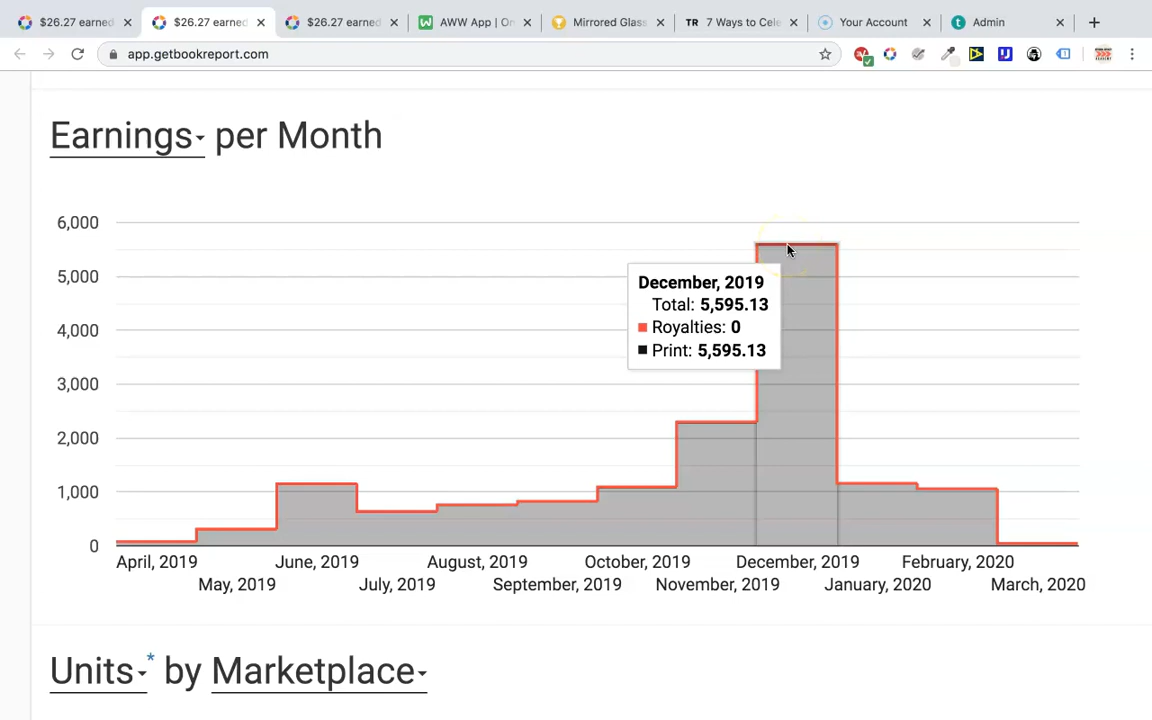 $26.27 earned
$26.27 earned
$26.27 earned
AWW App | On
Mirrored Glass
TR 7 Ways to Cele
Your Account
Admin
app.getbookreport.com
Earnings per Month
6,000
5,000
4,000
3,000
2,000
1,000
0
December, 2019
Total: 5,595.13
Royalties: 0
Print: 5,595.13
April, 2019
May, 2019
June, 2019
July, 2019
August, 2019
September, 2019
October, 2019
November, 2019
December, 2019
January, 2020
February, 2020
March, 2020
Units* by Marketplace